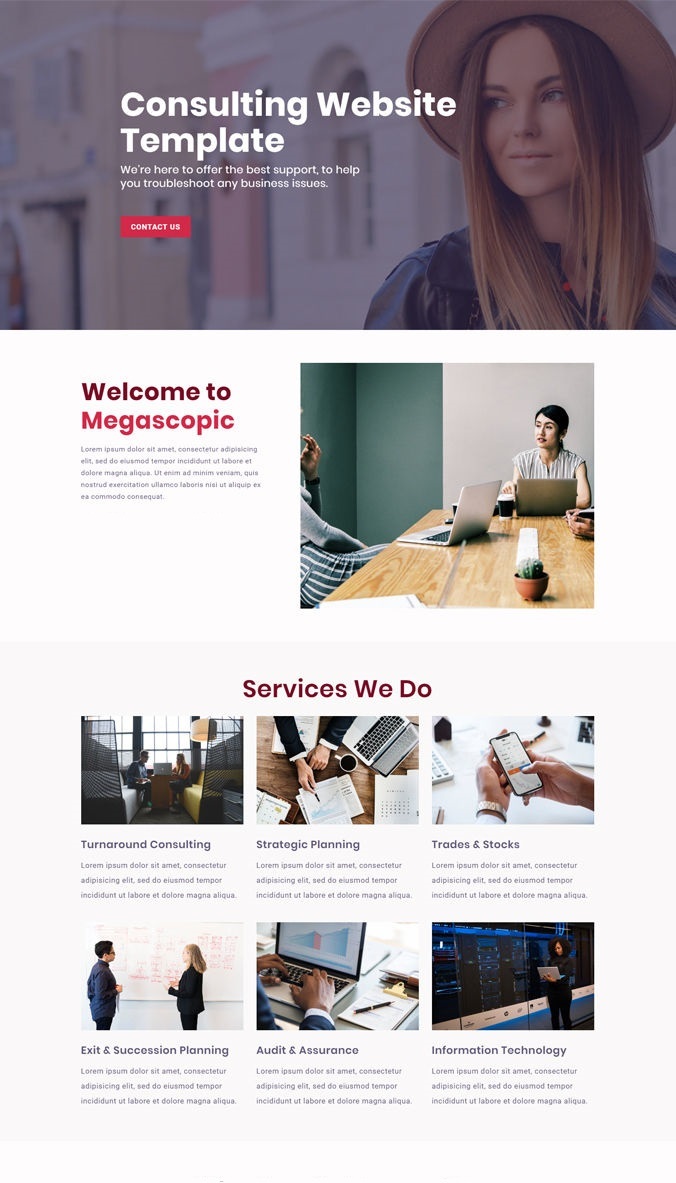 Consulting Website
Template
We're here to offer the best support, to help
you troubleshoot any business issues.
CONTACT US
Welcome to
Megascopic
Lorem ipsum dolor sit amet, consectetur adipisicing
elit, sed do eiusmod tempor incididunt ut labore et
dolore magna aliqua. Ut enim ad minim veniam, quis
nostrud exercitation ullamco laboris nisi ut aliquip ex
ea commodo consequat.
Services We Do
Turnaround Consulting
Lorem ipsum dolor sit amet, consectetur
adipisicing elit, sed do eiusmod tempor
incididunt ut labore et dolore magna aliqua.
Strategic Planning
Lorem ipsum dolor sit amet, consectetur
adipisicing elit, sed do eiusmod tempor
incididunt ut labore et dolore magna aliqua.
Trades & Stocks
Lorem ipsum dolor sit amet, consectetur
adipisicing elit, sed do eiusmod tempor
incididunt ut labore et dolore magna aliqua.
Exit & Succession Planning
Lorem ipsum dolor sit amet, consectetur
adipisicing elit, sed do eiusmod tempor
incididunt ut labore et dolore magna aliqua.
Audit & Assurance
Lorem ipsum dolor sit amet, consectetur
adipisicing elit, sed do eiusmod tempor
incididunt ut labore et dolore magna aliqua.
Information Technology
Lorem ipsum dolor sit amet, consectetur
adipisicing elit, sed do eiusmod tempor
incididunt ut labore et dolore magna aliqua.